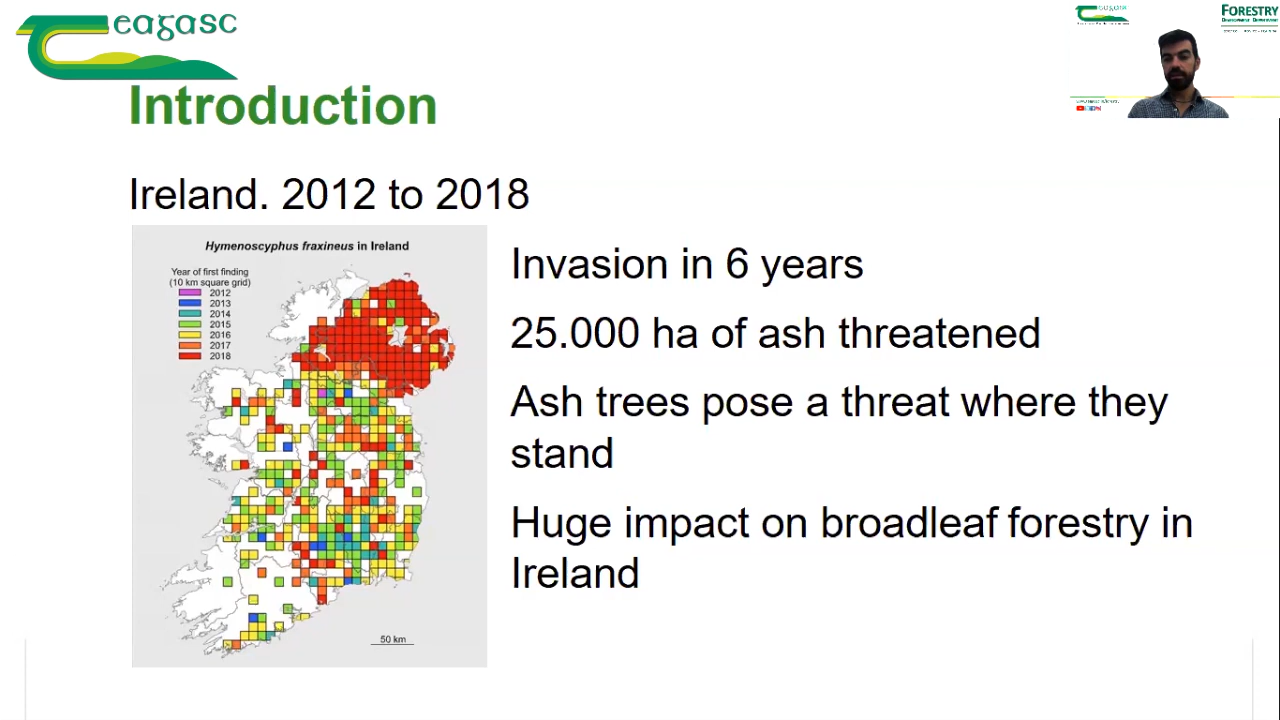 Teagasc
FORESTRY
Introduction
Ireland. 2012 to 2018
Hymenoscyphus fraxineus in Ireland
Year of first finding
(10 km square grid)
2012
2013
2014
2015
2016
2017
2018
50 km
Invasion in 6 years
25.000 ha of ash threatened
Ash trees pose a threat where they
stand
Huge impact on broadleaf forestry in
Ireland